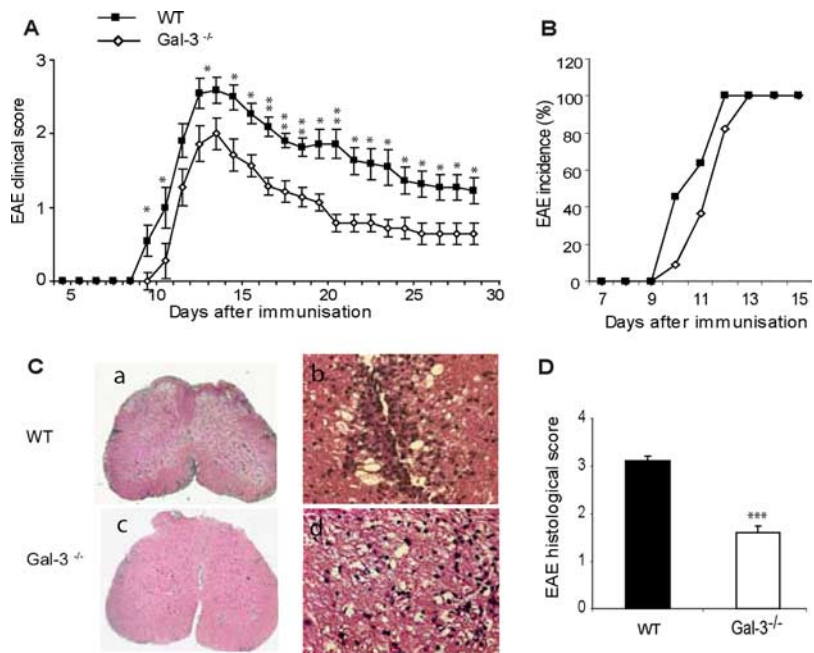 A
WT
Gal-3 -/-
EAE clinical score
3
2
1
0
* * * * * ** ** ** * ** * * * * * * * *
5 10 15 20 25 30
Days after immunisation
B
EAE incidence (%)
120
100
80
60
40
20
0
7 9 11 13 15
Days after immunisation
C
WT
a
b
Gal-3 -/-
c
d
D
EAE histological score
4
3
2
1
0
***
WT
Gal-3-/-